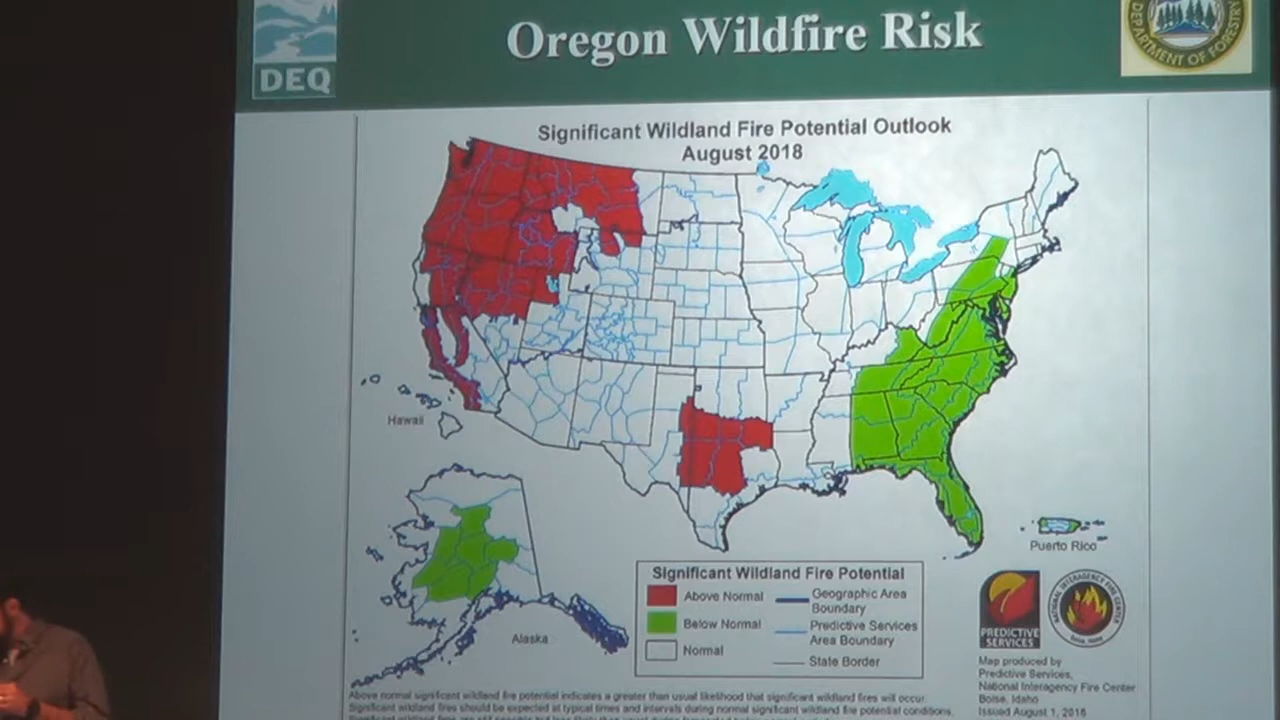 DEQ
Oregon Wildfire Risk
DEPARTMENT OF FORESTRY
Significant Wildland Fire Potential Outlook
August 2018
Hawaii
Alaska
Puerto Rico
Significant Wildland Fire Potential
Above Normal
Below Normal
Normal
Geographic Area
Boundary
Predictive Services
Area Boundary
State Border
PREDICTIVE
SERVICES
NATIONAL INTERAGENCY FIRE CENTER
Map produced by
Predictive Services,
National Interagency Fire Center
Boise, Idaho
Issued August 1, 2018
Above normal significant wildland fire potential indicates a greater than usual likelihood that significant wildland fires will occur.
Significant wildland fires should be expected at typical times and intervals during normal significant wildland fire potential conditions.